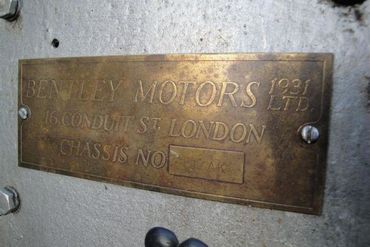 BENTLEY MOTORS 1931 LTD.
16, CONDUIT ST. LONDON
CHASSIS NO